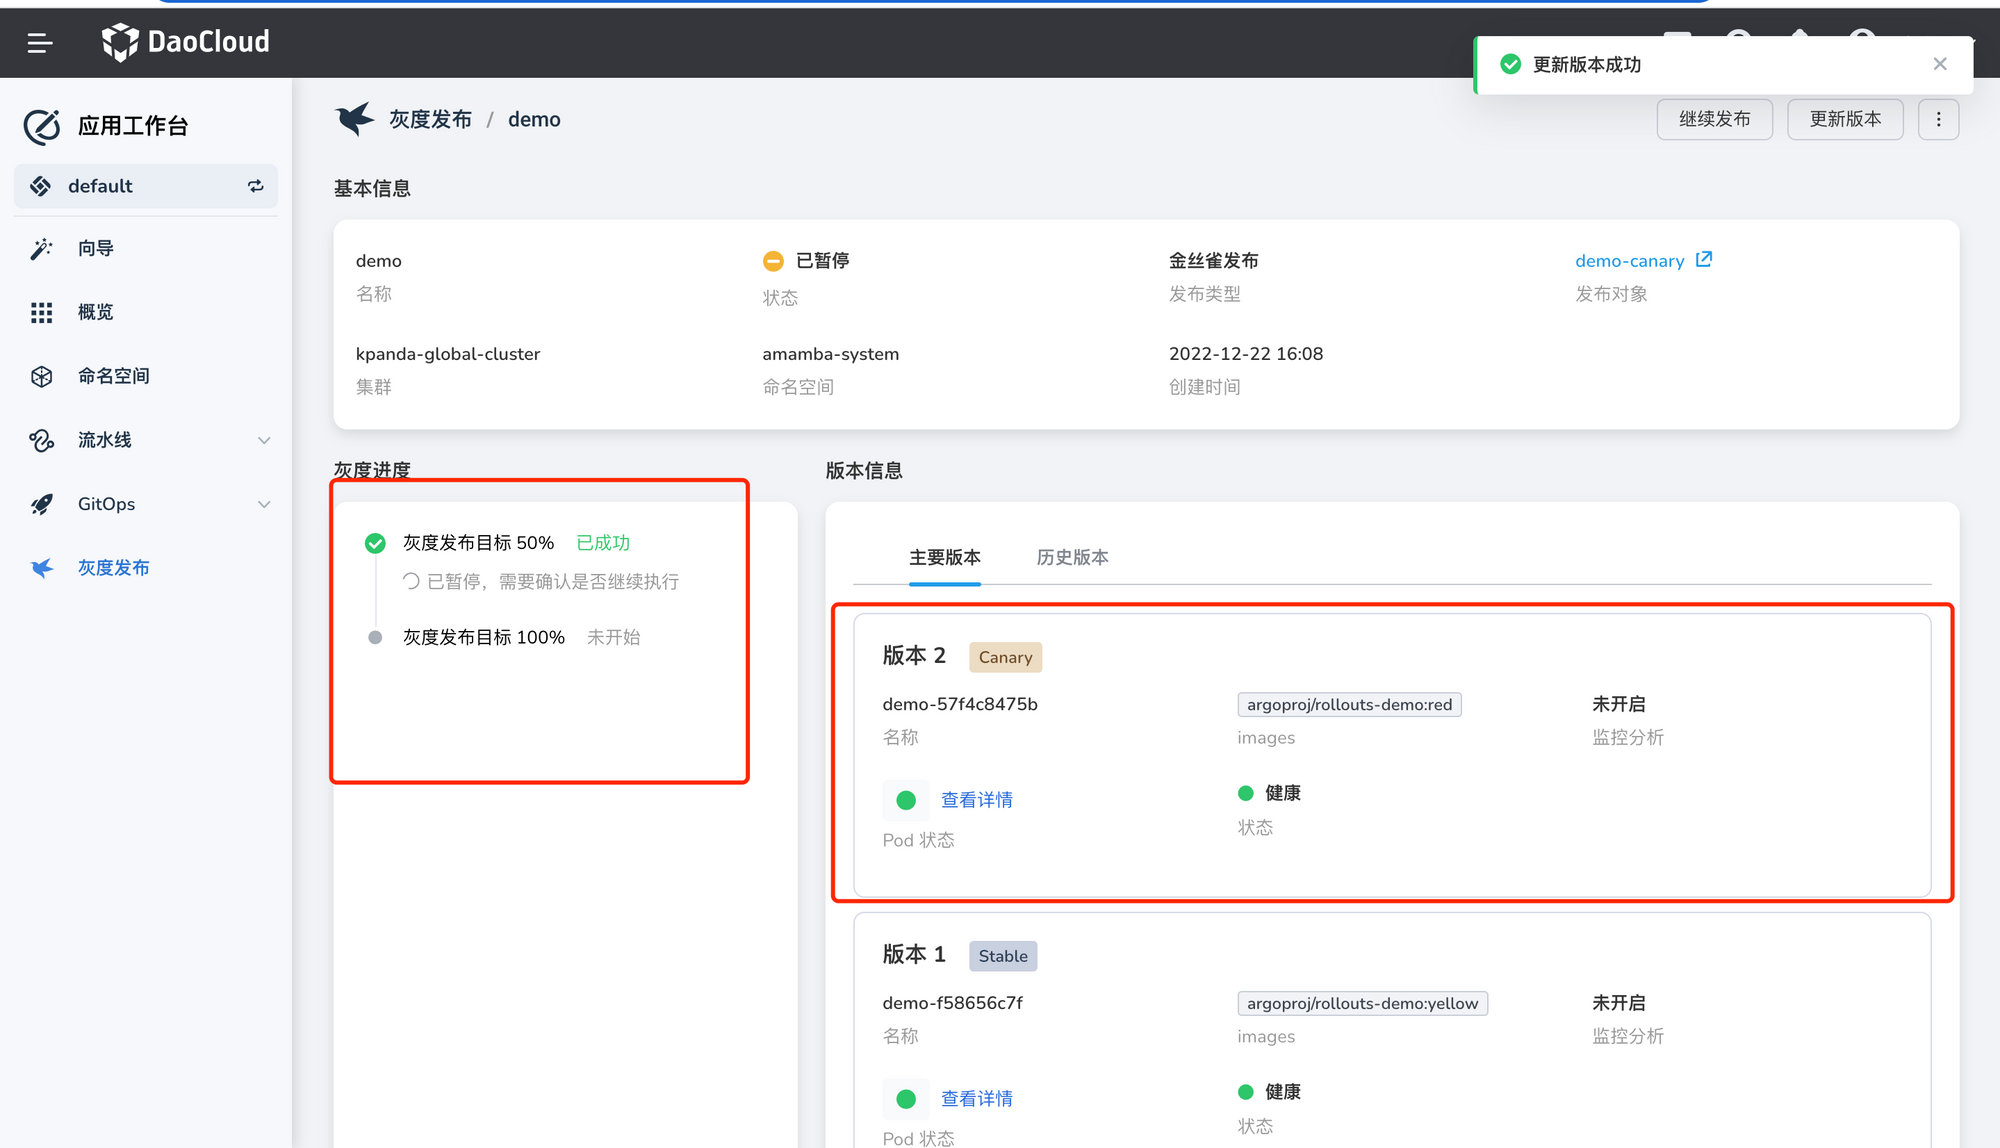 DaoCloud
更新版本成功
应用工作台
default
向导
概览
命名空间
流水线
GitOps
灰度发布
灰度发布 / demo
继续发布
更新版本
基本信息
demo
名称
已暂停
状态
金丝雀发布
发布类型
demo-canary
发布对象
kpanda-global-cluster
集群
amamba-system
命名空间
2022-12-22 16:08
创建时间
灰度进度
灰度发布目标 50% 已成功
已暂停，需要确认是否继续执行
灰度发布目标 100% 未开始
版本信息
主要版本 历史版本
版本 2 Canary
demo-57f4c8475b
名称
argoproj/rollouts-demo:red
images
未开启
监控分析
查看详情
Pod 状态
健康
状态
版本 1 Stable
demo-f58656c7f
名称
argoproj/rollouts-demo:yellow
images
未开启
监控分析
查看详情
Pod 状态
健康
状态